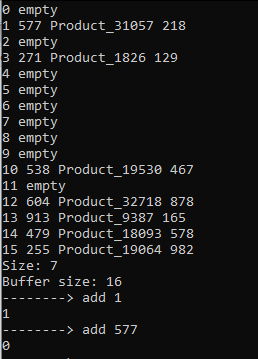 0 empty
1 577 Product_31057 218
2 empty
3 271 Product_1826 129
4 empty
5 empty
6 empty
7 empty
8 empty
9 empty
10 538 Product_19530 467
11 empty
12 604 Product_32718 878
13 913 Product_9387 165
14 479 Product_18093 578
15 255 Product_19064 982
Size: 7
Buffer size: 16
--------> add 1
1
--------> add 577
0